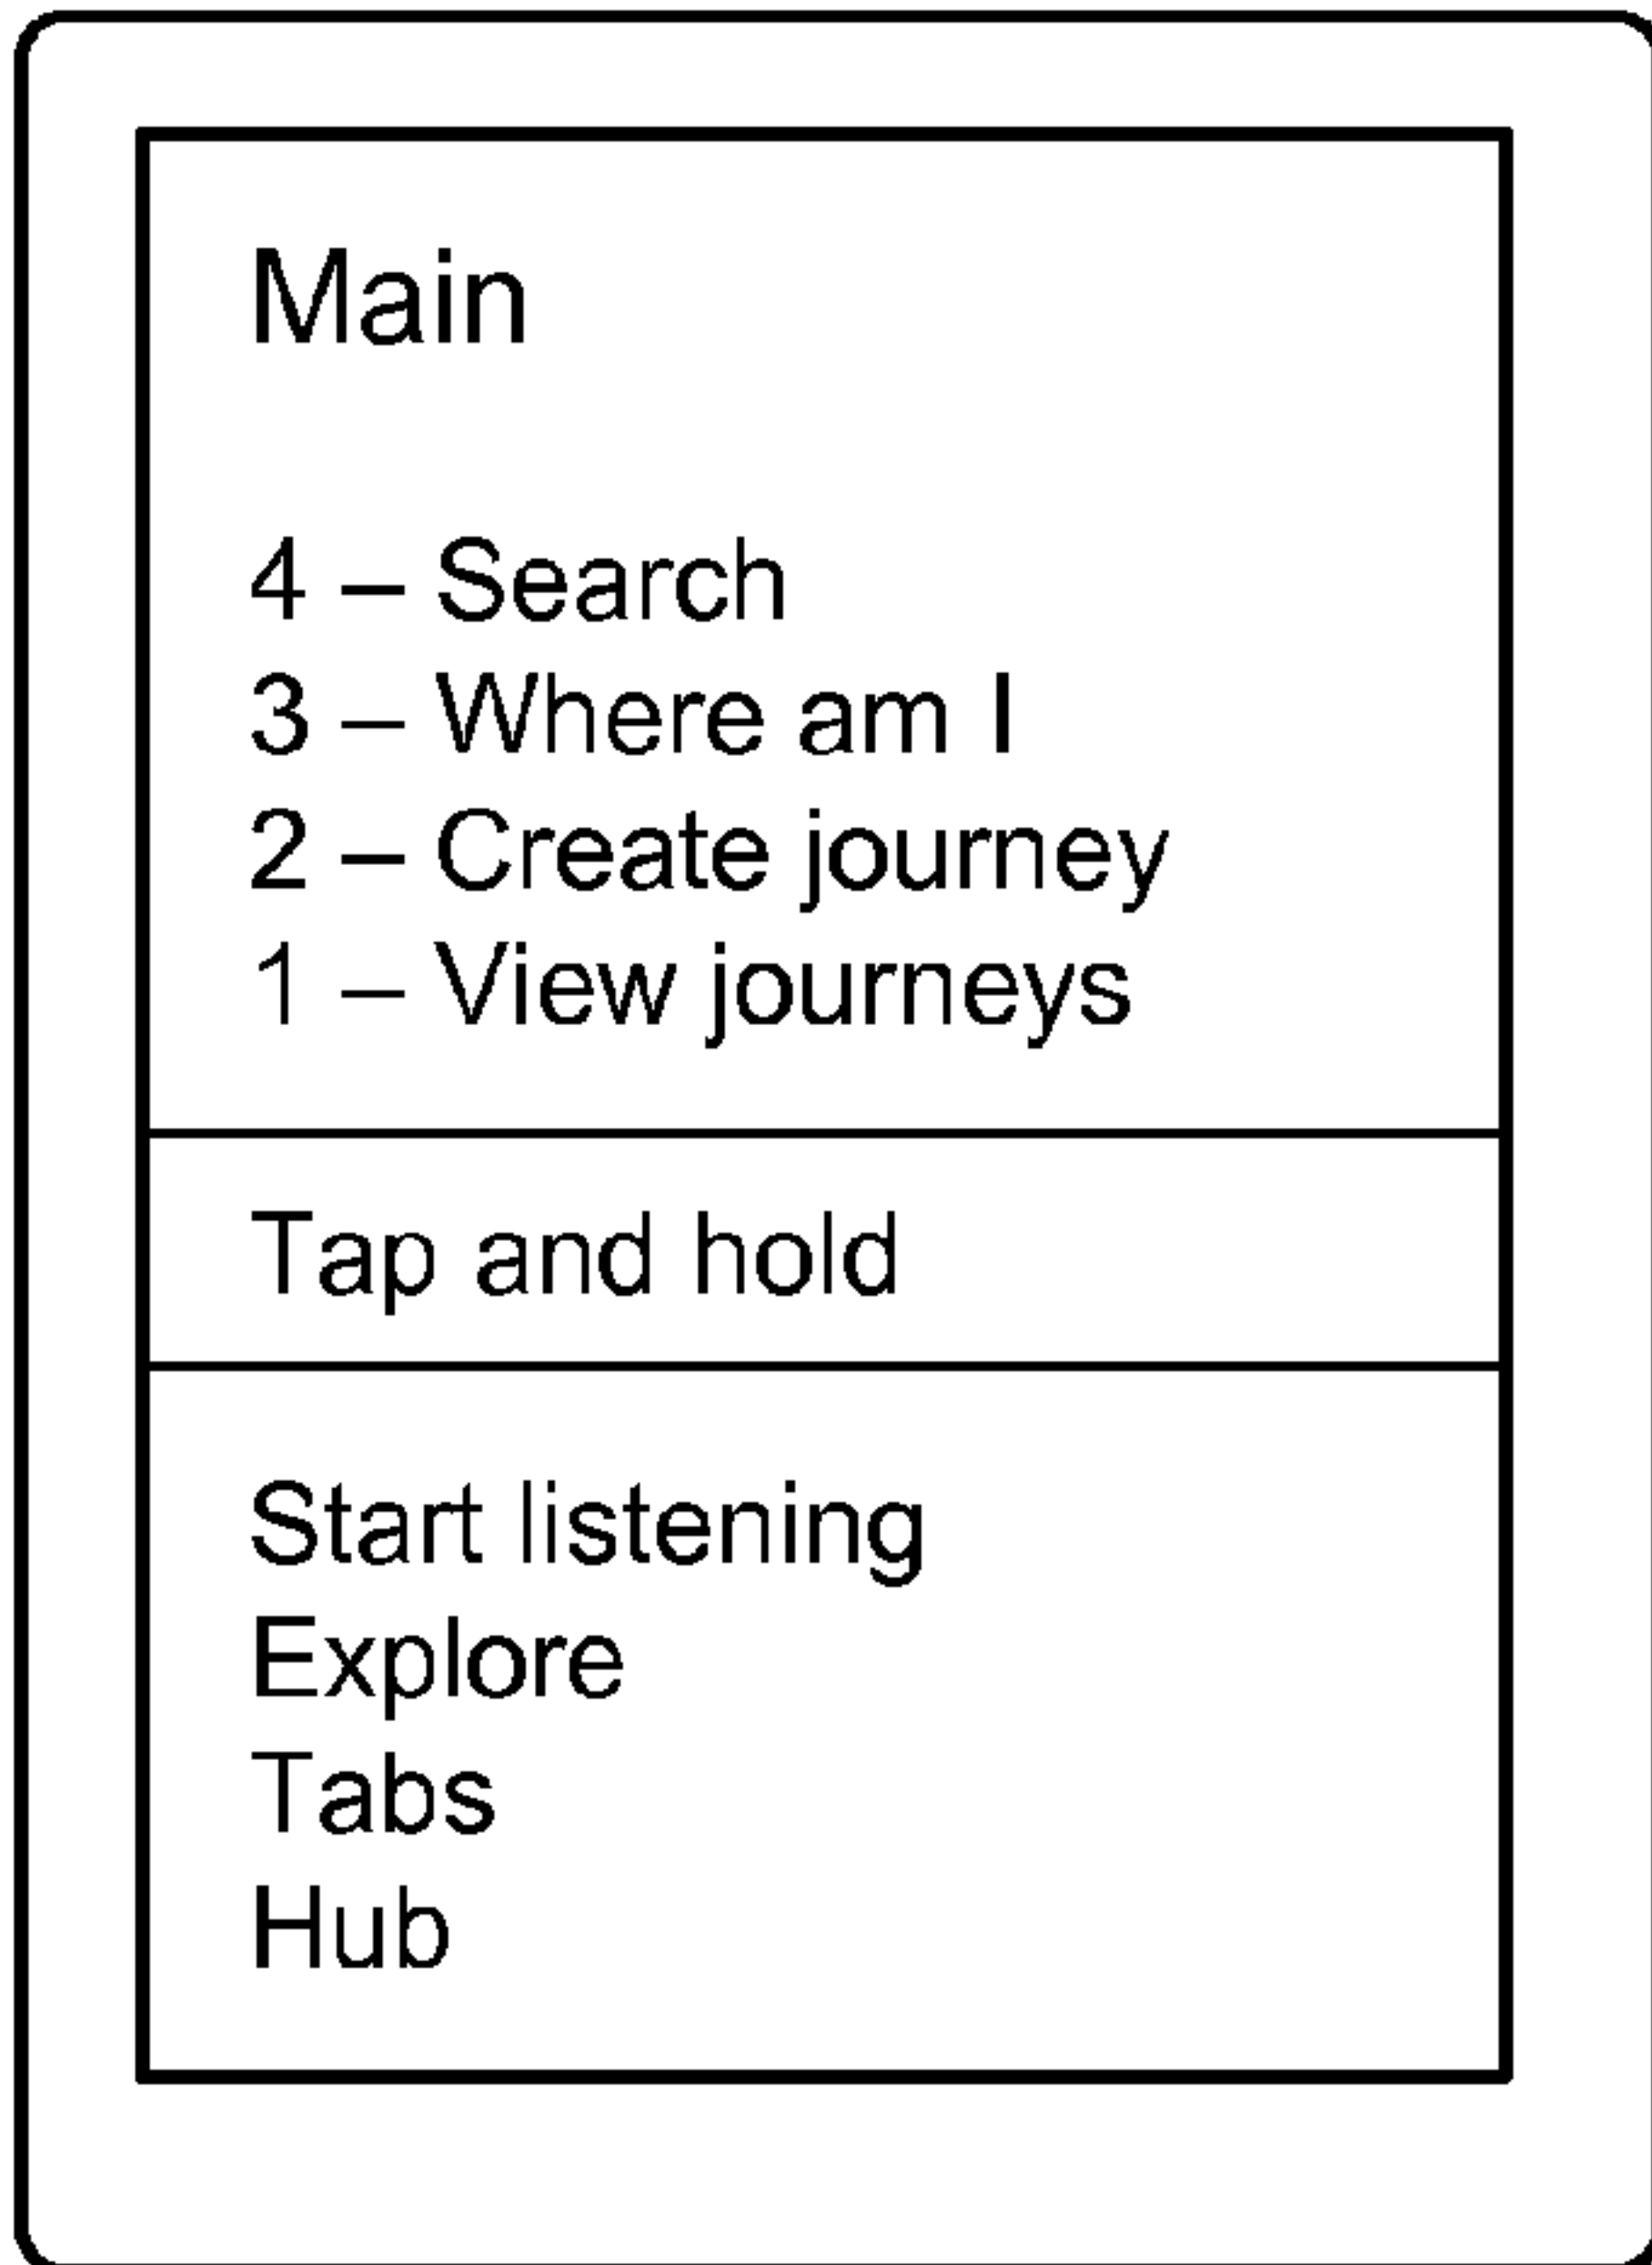 Main
4 – Search
3 – Where am I
2 – Create journey
1 – View journeys
Tap and hold
Start listening
Explore
Tabs
Hub